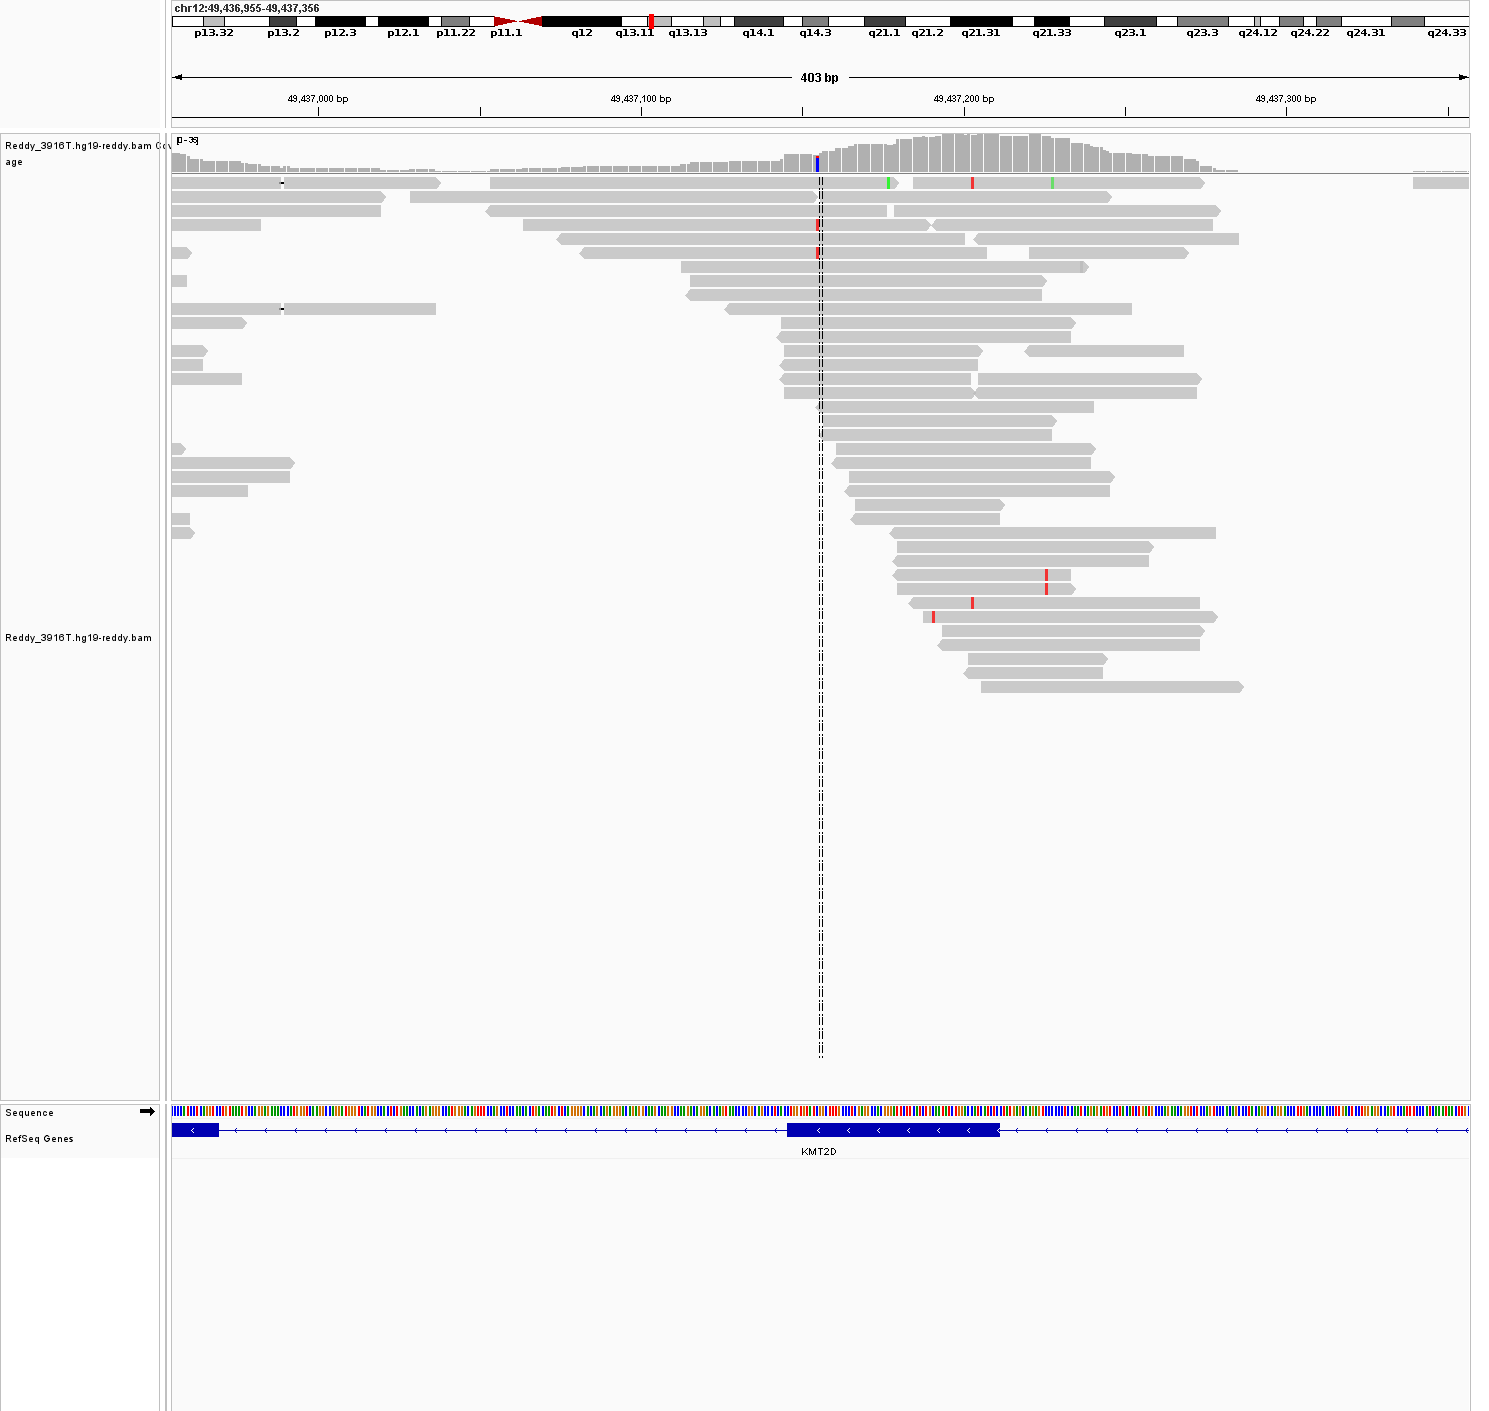 chr12:49,436,955-49,437,356
p13.32 p13.2 p12.3 p12.1 p11.22 p11.1 q12 q13.11 q13.13 q14.1 q14.3 q21.1 q21.2 q21.31 q21.33 q23.1 q23.3 q24.12 q24.22 q24.31 q24.33
403 bp
49,437,000 bp 49,437,100 bp 49,437,200 bp 49,437,300 bp
[0-36]
Reddy_3916T.hg19-reddy.bam Cov
age
Reddy_3916T.hg19-reddy.bam
Sequence
RefSeq Genes
KMT2D